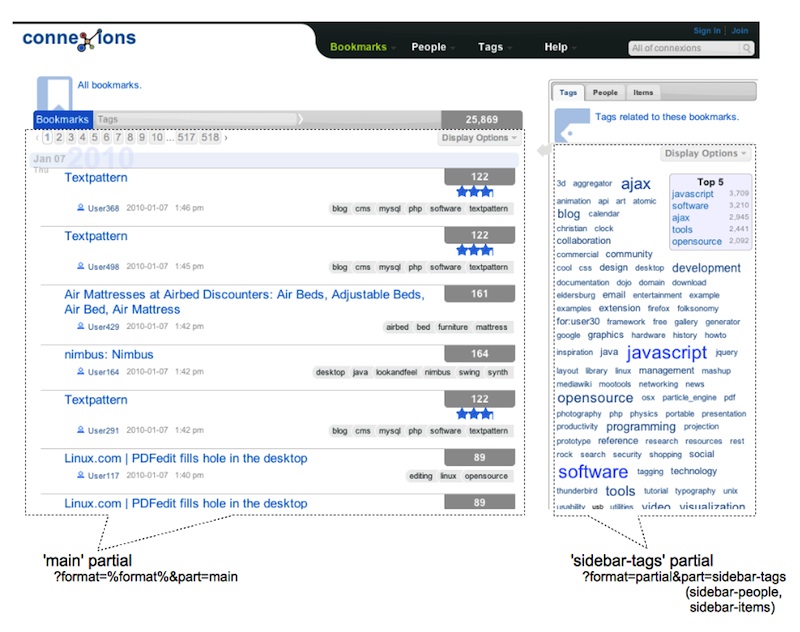 connexions
Sign In | Join
Bookmarks People Tags Help
All of connexions
All bookmarks.
Bookmarks Tags 25,869
‹ 1 2 3 4 5 6 7 8 9 10 ... 517 518 ›
Display Options
Jan 07 2010
Thu
Textpattern 122
User368 2010-01-07 1:46 pm
blog cms mysql php software textpattern
Textpattern 122
User498 2010-01-07 1:45 pm
blog cms mysql php software textpattern
Air Mattresses at Airbed Discounters: Air Beds, Adjustable Beds, 161
Air Bed, Air Mattress
User429 2010-01-07 1:42 pm
airbed bed furniture mattress
nimbus: Nimbus 164
User164 2010-01-07 1:42 pm
desktop java lookandfeel nimbus swing synth
Textpattern 122
User291 2010-01-07 1:42 pm
blog cms mysql php software textpattern
Linux.com | PDFedit fills hole in the desktop 89
User117 2010-01-07 1:40 pm
editing linux opensource
Linux.com | PDFedit fills hole in the desktop 89
Tags People Items
Tags related to these bookmarks.
Display Options
Top 5
javascript 3,709
software 3,210
ajax 2,945
tools 2,441
opensource 2,092
3d aggregator ajax
animation api art atomic
blog calendar
christian clock
collaboration
commercial community
cool css design desktop development
documentation dojo domain download
eldersburg email entertainment example
examples extension firefox folksonomy
for:user30 framework free gallery generator
google graphics hardware history howto
inspiration java javascript jquery
layout library linux management mashup
mediawiki mootools networking news
opensource osx particle_engine pdf
photography php physics portable presentation
productivity programming projection
prototype reference research resources rest
rock search security shopping social
software tagging technology
thunderbird tools tutorial typography unix
usability usb utilities video visualization
'main' partial
?format=%format%&part=main
'sidebar-tags' partial
?format=partial&part=sidebar-tags
(sidebar-people,
sidebar-items)